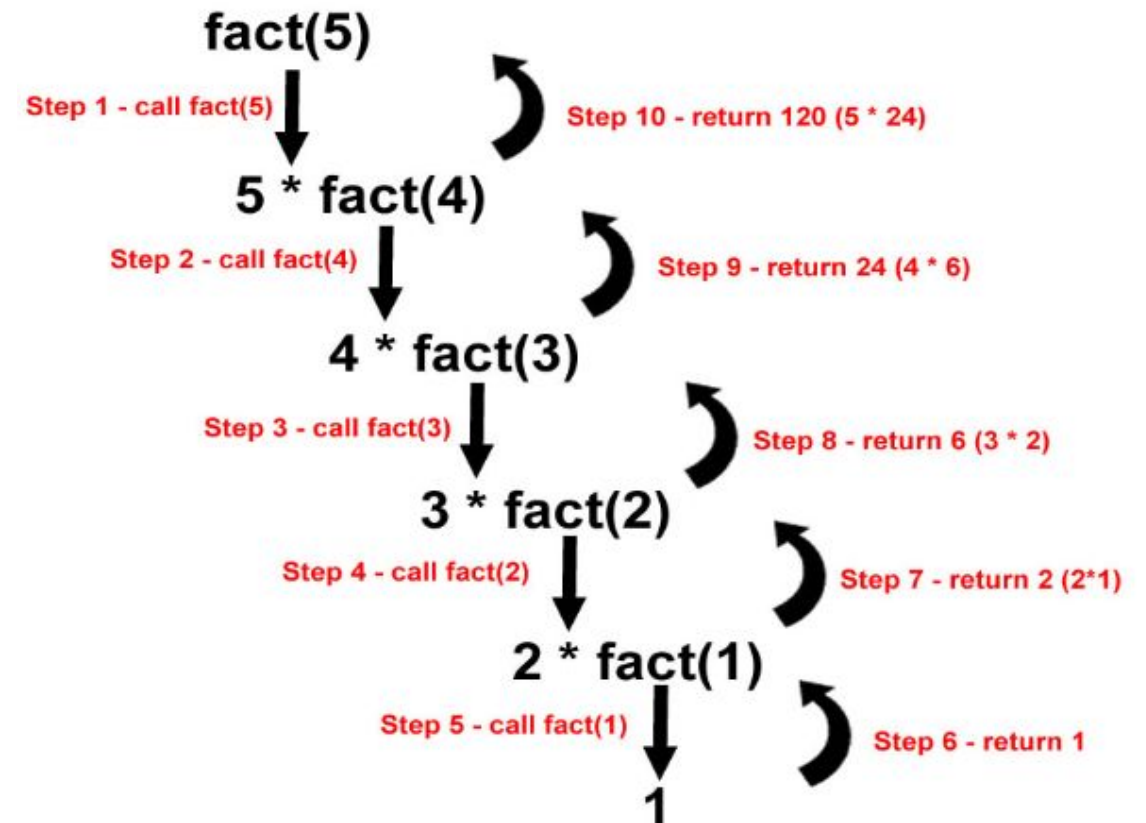 fact(5)
Step 1 - call fact(5)
Step 10 - return 120 (5 * 24)
5 * fact(4)
Step 2 - call fact(4)
Step 9 - return 24 (4 * 6)
4 * fact(3)
Step 3 - call fact(3)
Step 8 - return 6 (3 * 2)
3 * fact(2)
Step 4 - call fact(2)
Step 7 - return 2 (2*1)
2 * fact(1)
Step 5 - call fact(1)
Step 6 - return 1
1